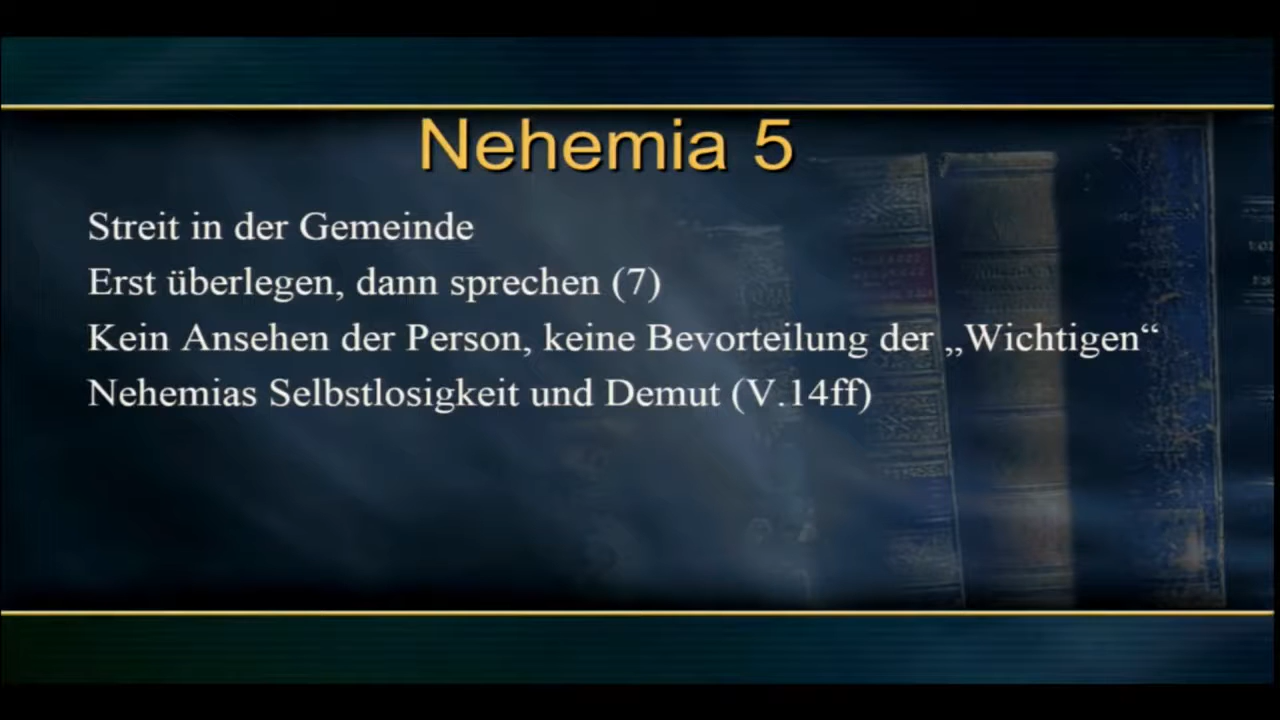 Nehemia 5
Streit in der Gemeinde
Erst überlegen, dann sprechen (7)
Kein Ansehen der Person, keine Bevorteilung der „Wichtigen“
Nehemias Selbstlosigkeit und Demut (V.14ff)